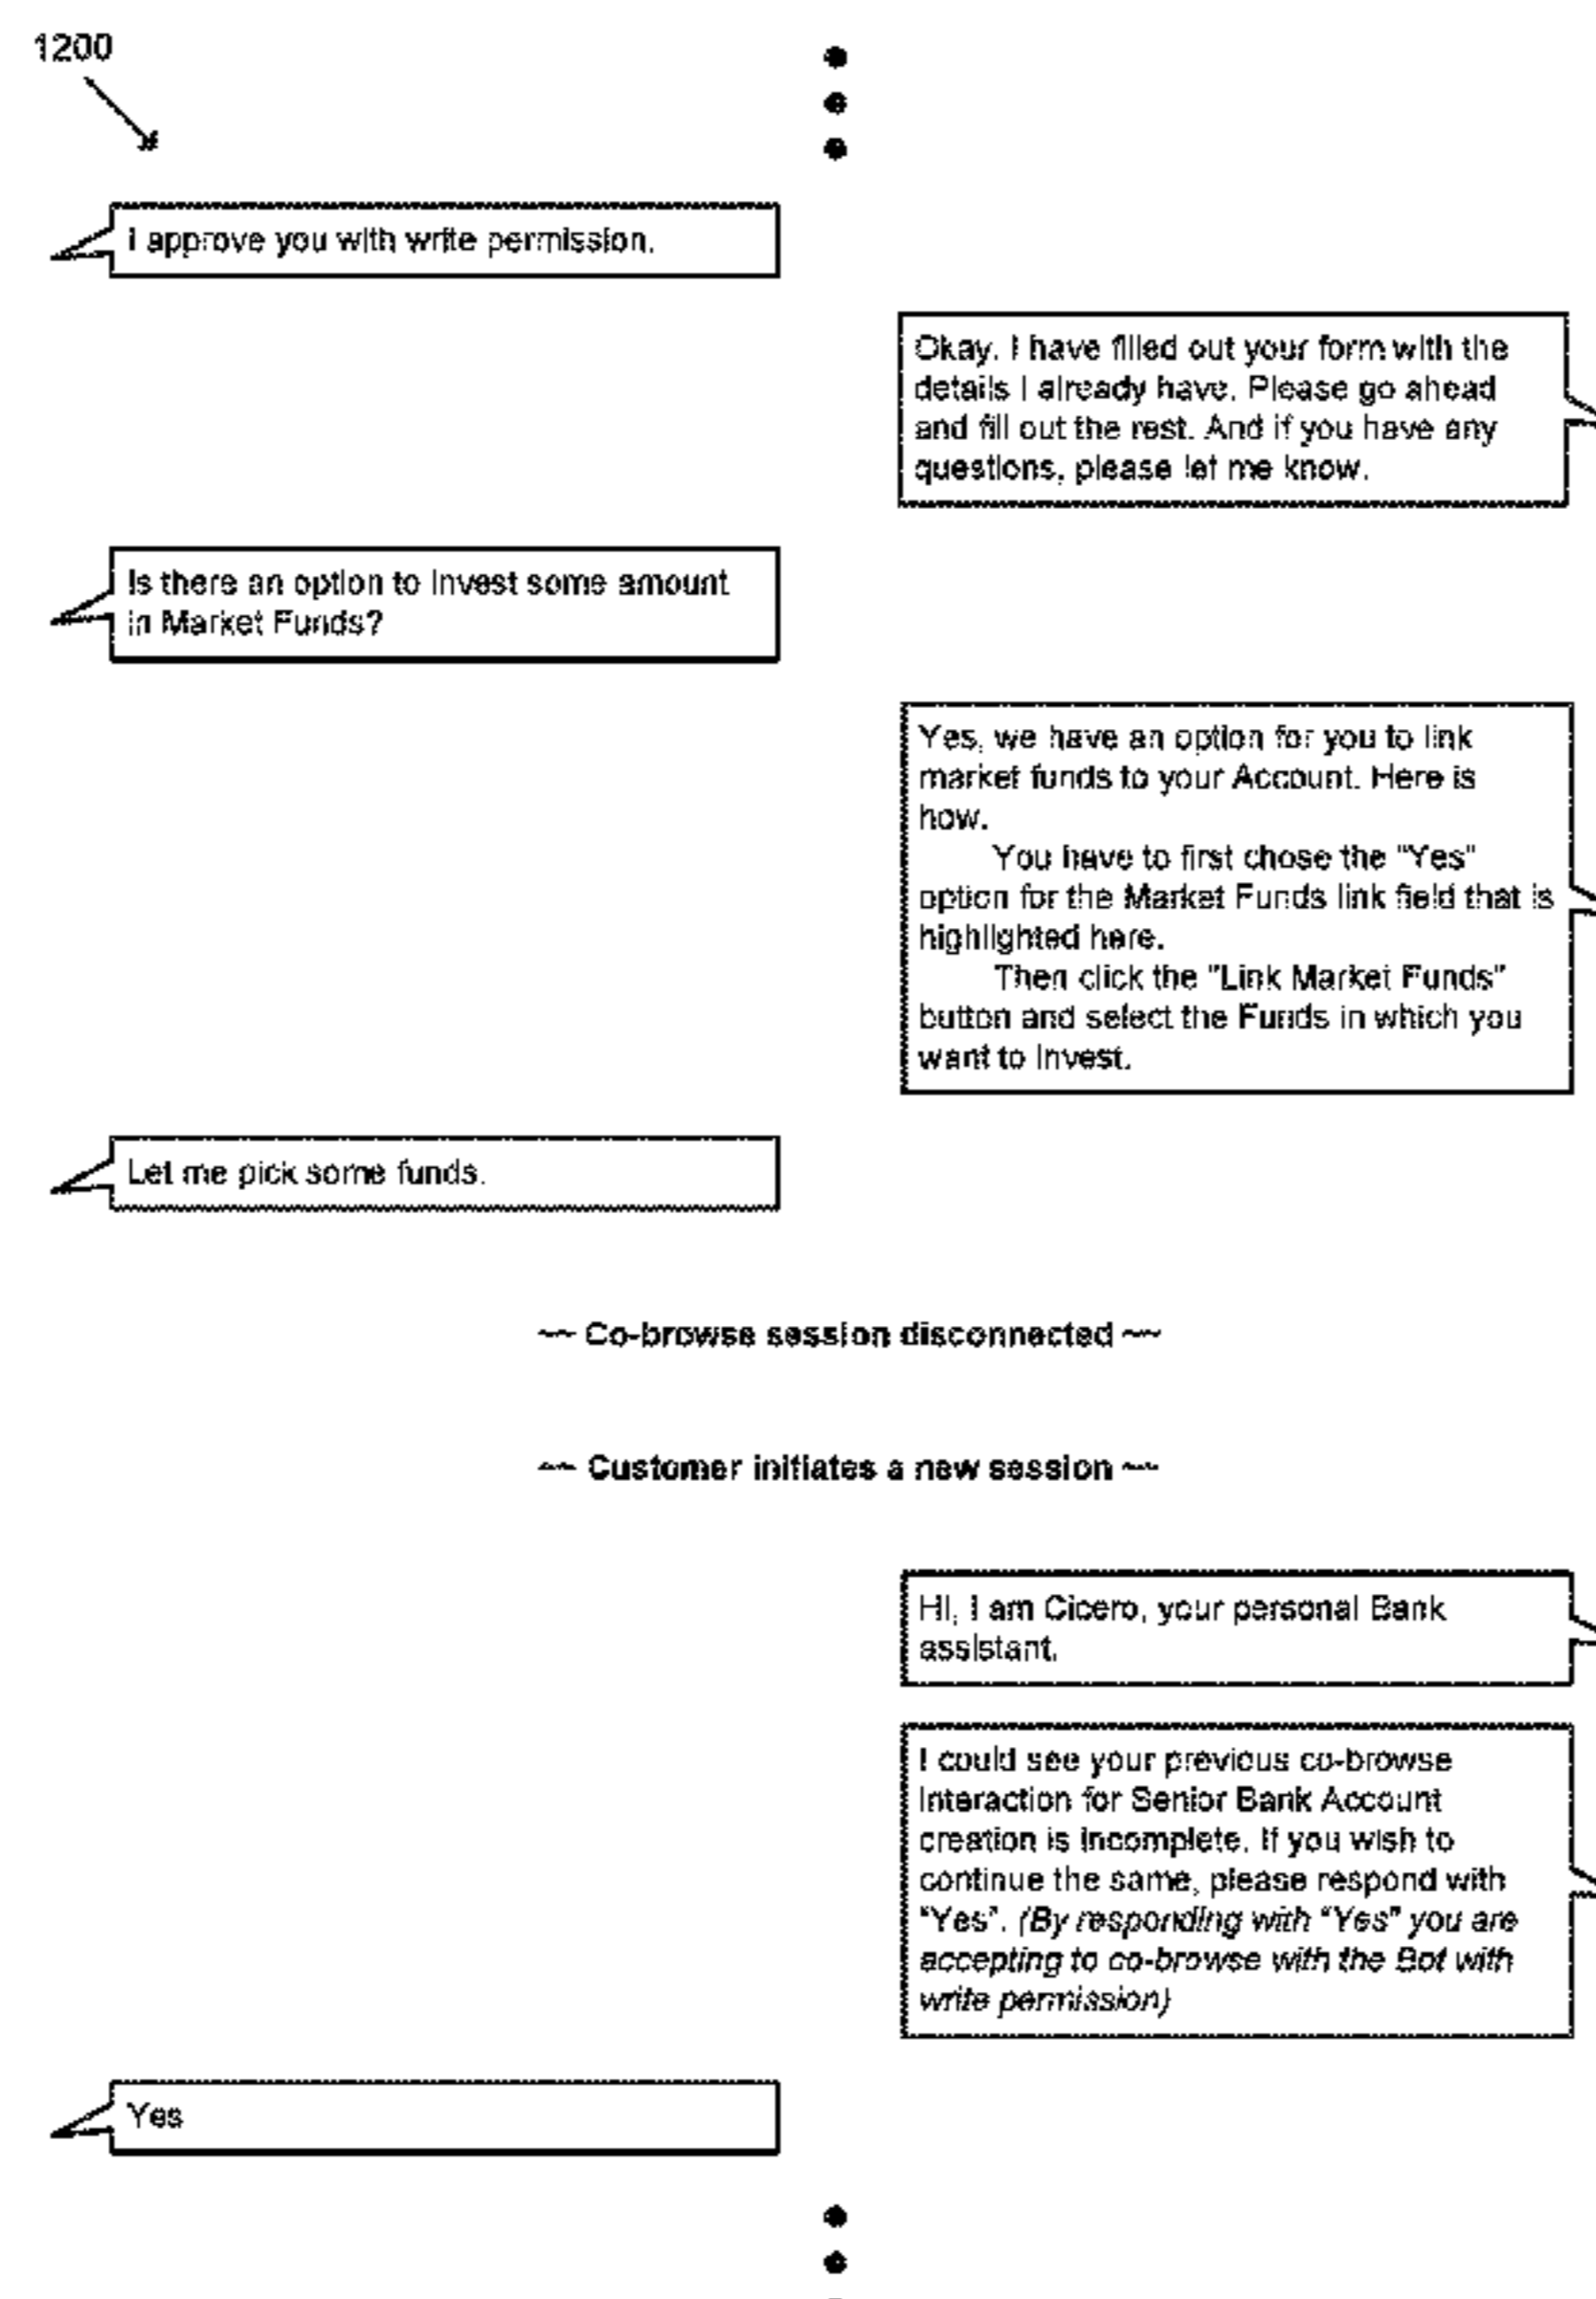 1200
I approve you with write permission.
Okay. I have filled out your form with the
details I already have. Please go ahead
and fill out the rest. And if you have any
questions, please let me know.
Is there an option to invest some amount
in Market Funds?
Yes, we have an option for you to link
market funds to your Account. Here is
how.
You have to first chose the "Yes"
option for the Market Funds link field that is
highlighted here.
Then click the "Link Market Funds"
button and select the Funds in which you
want to invest.
Let me pick some funds.
~~ Co-browse session disconnected ~~
~~ Customer initiates a new session ~~
Hi, I am Cicero, your personal Bank
assistant.
I could see your previous co-browse
interaction for Senior Bank Account
creation is incomplete. If you wish to
continue the same, please respond with
"Yes". (By responding with "Yes" you are
accepting to co-browse with the Bot with
write permission)
Yes